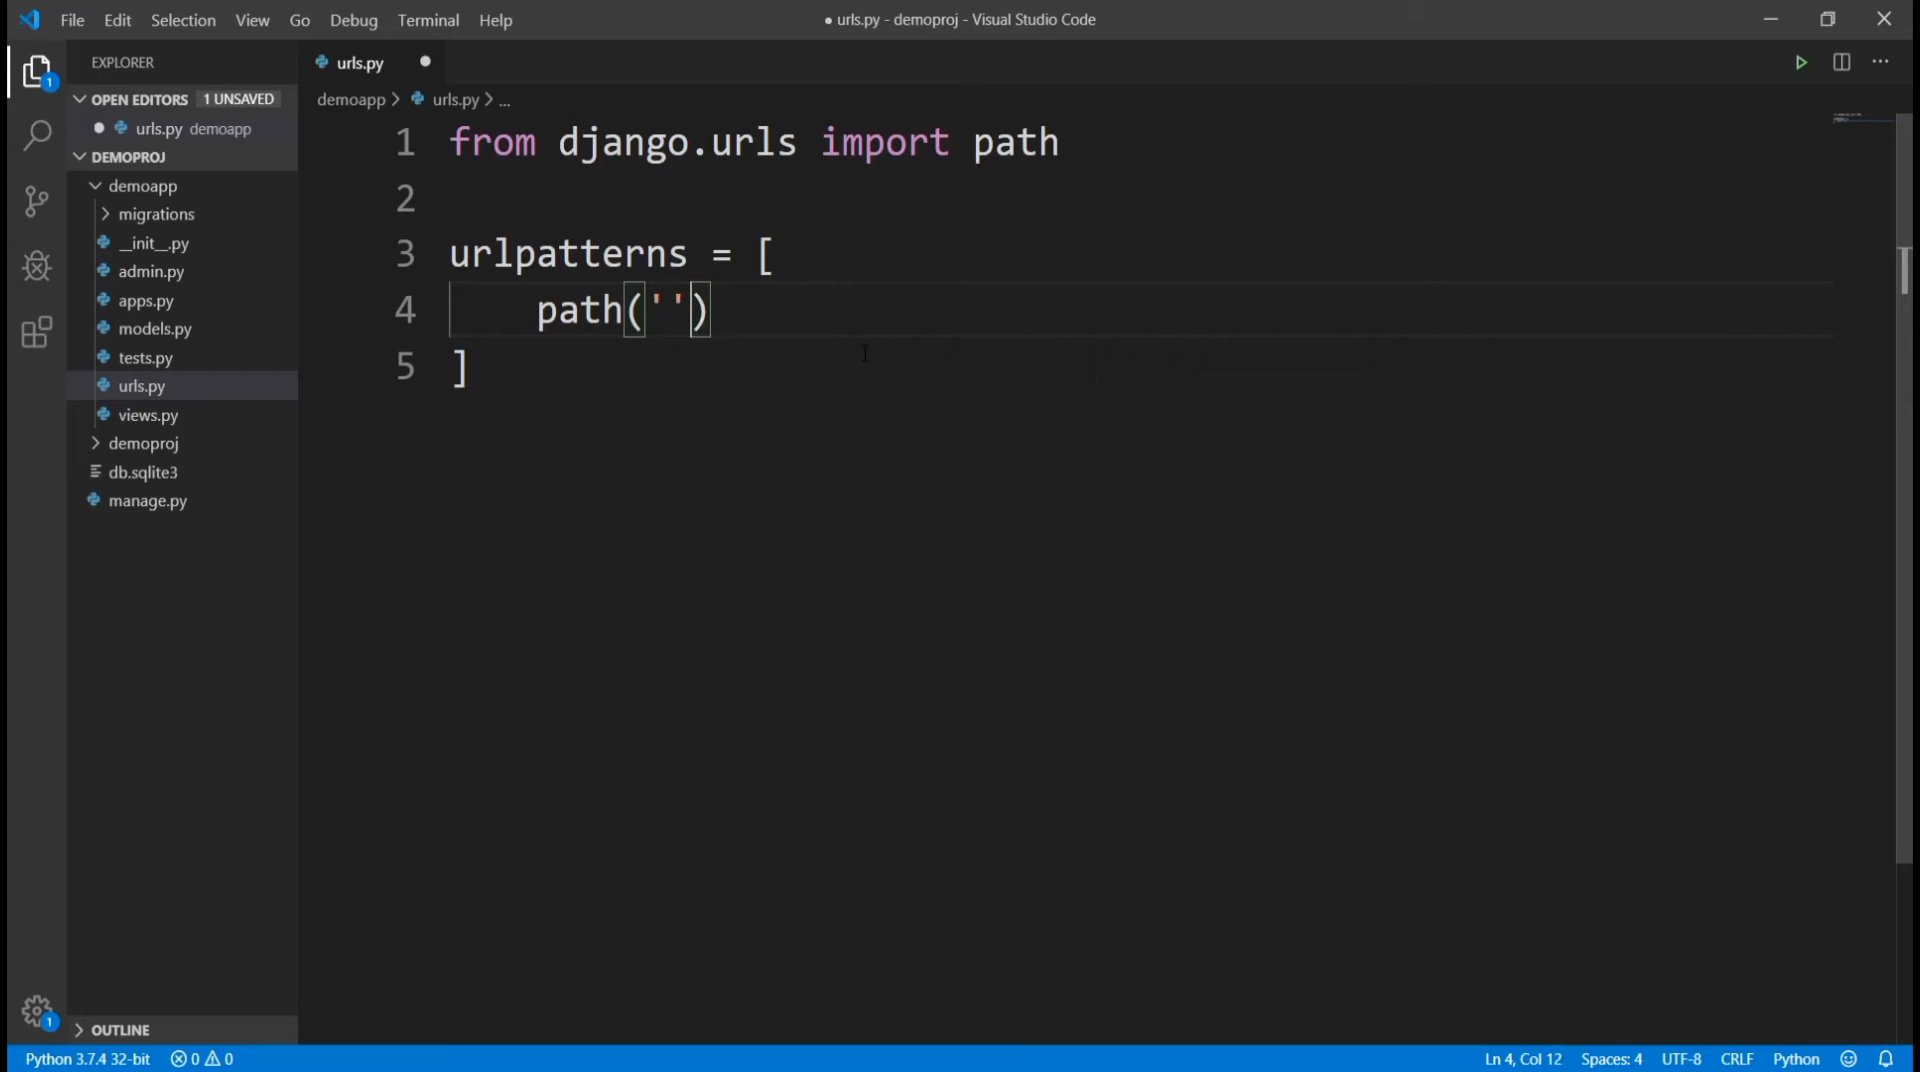 File Edit Selection View Go Debug Terminal Help
● urls.py - demoproj - Visual Studio Code
EXPLORER
OPEN EDITORS 1 UNSAVED
urls.py demoapp
DEMOPROJ
demoapp
migrations
__init__.py
admin.py
apps.py
models.py
tests.py
urls.py
views.py
demoproj
db.sqlite3
manage.py
OUTLINE
urls.py
demoapp > urls.py > ...
1 from django.urls import path
2
3 urlpatterns = [
4     path('')
5 ]
1
1
Python 3.7.4 32-bit 0 0
Ln 4, Col 12 Spaces: 4 UTF-8 CRLF Python